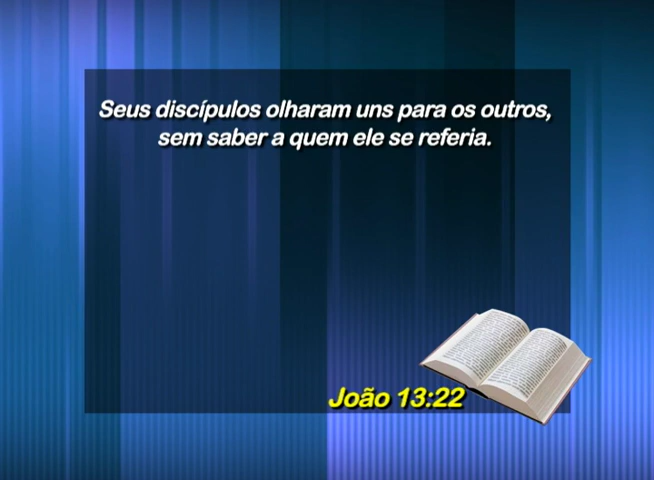 Seus discípulos olharam uns para os outros,
sem saber a quem ele se referia.
João 13:22